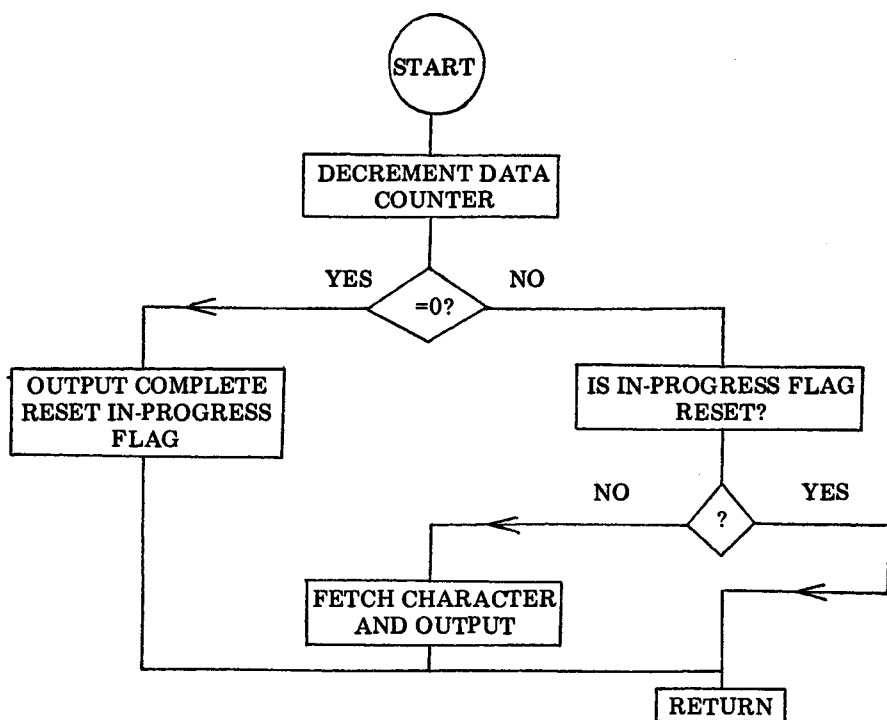 START
DECREMENT DATA
COUNTER
YES
NO
=0?
OUTPUT COMPLETE
RESET IN-PROGRESS
FLAG
IS IN-PROGRESS FLAG
RESET?
NO
YES
?
FETCH CHARACTER
AND OUTPUT
RETURN